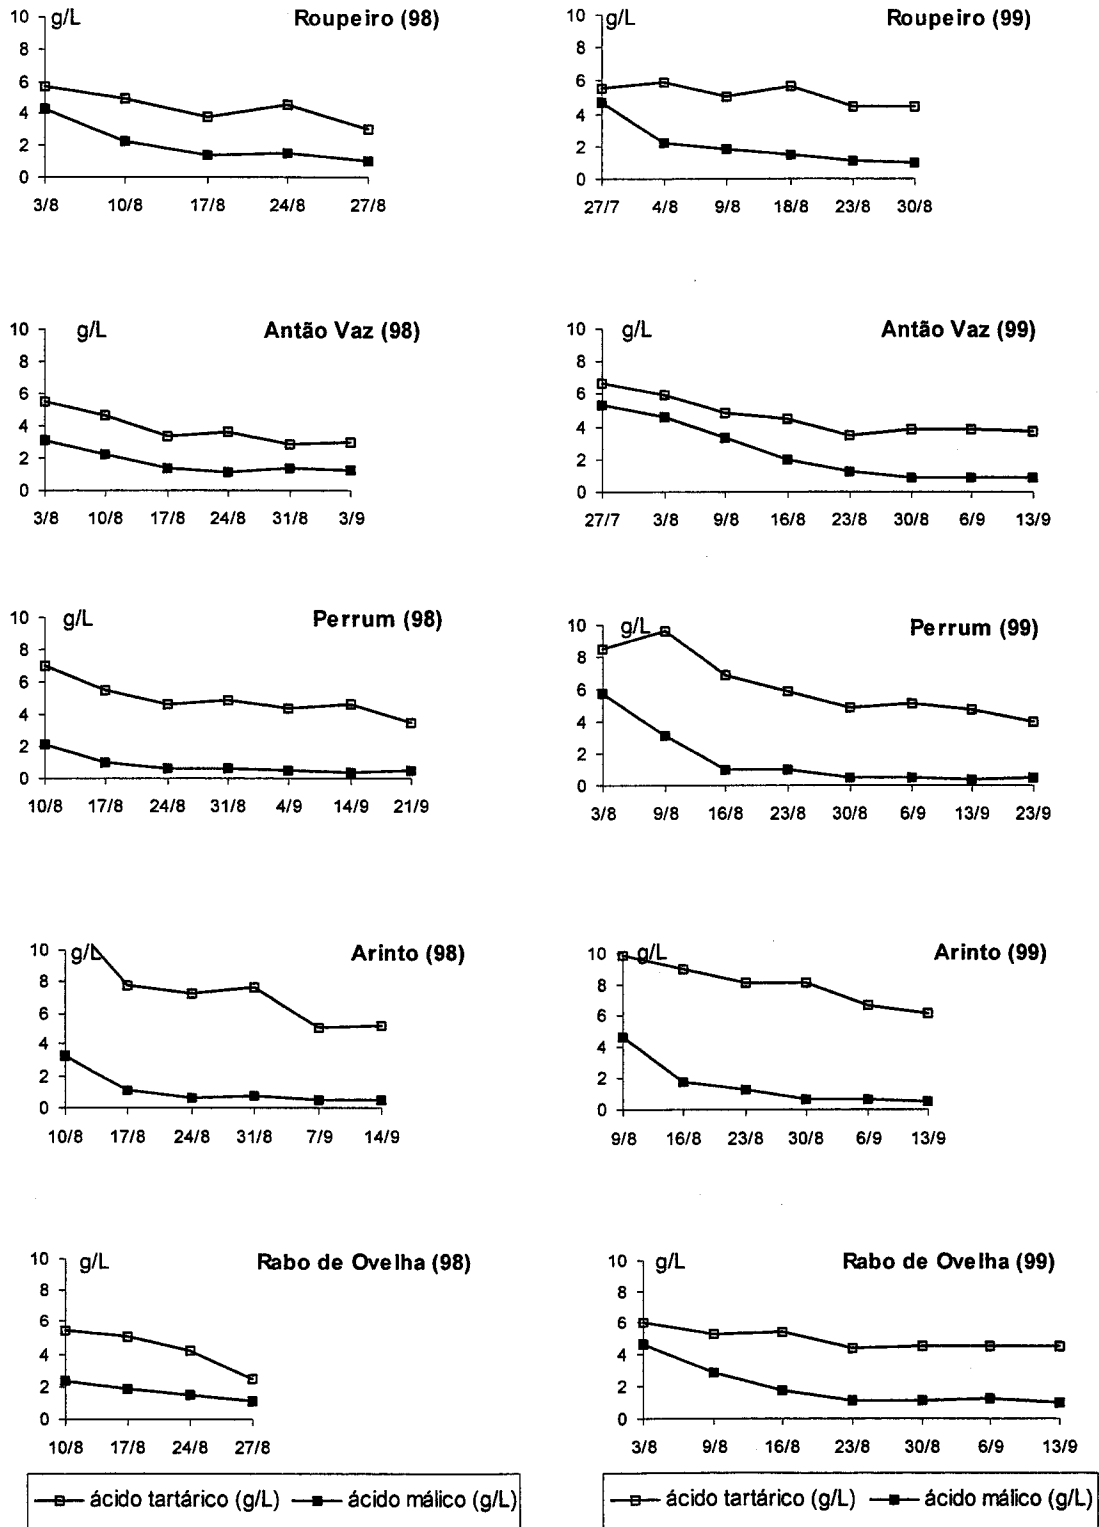 g/L Roupeiro (98)
10
8
6
4
2
0
3/8 10/8 17/8 24/8 27/8
g/L Roupeiro (99)
10
8
6
4
2
0
27/7 4/8 9/8 18/8 23/8 30/8
g/L Antão Vaz (98)
10
8
6
4
2
0
3/8 10/8 17/8 24/8 31/8 3/9
g/L Antão Vaz (99)
10
8
6
4
2
0
27/7 3/8 9/8 16/8 23/8 30/8 6/9 13/9
g/L Perrum (98)
10
8
6
4
2
0
10/8 17/8 24/8 31/8 4/9 14/9 21/9
g/L Perrum (99)
10
8
6
4
2
0
3/8 9/8 16/8 23/8 30/8 6/9 13/9 23/9
g/L Arinto (98)
10
8
6
4
2
0
10/8 17/8 24/8 31/8 7/9 14/9
g/L Arinto (99)
10
8
6
4
2
0
9/8 16/8 23/8 30/8 6/9 13/9
g/L Rabo de Ovelha (98)
10
8
6
4
2
0
10/8 17/8 24/8 27/8
g/L Rabo de Ovelha (99)
10
8
6
4
2
0
3/8 9/8 16/8 23/8 30/8 6/9 13/9
ácido tartárico (g/L) ácido málico (g/L)
ácido tartárico (g/L) ácido málico (g/L)